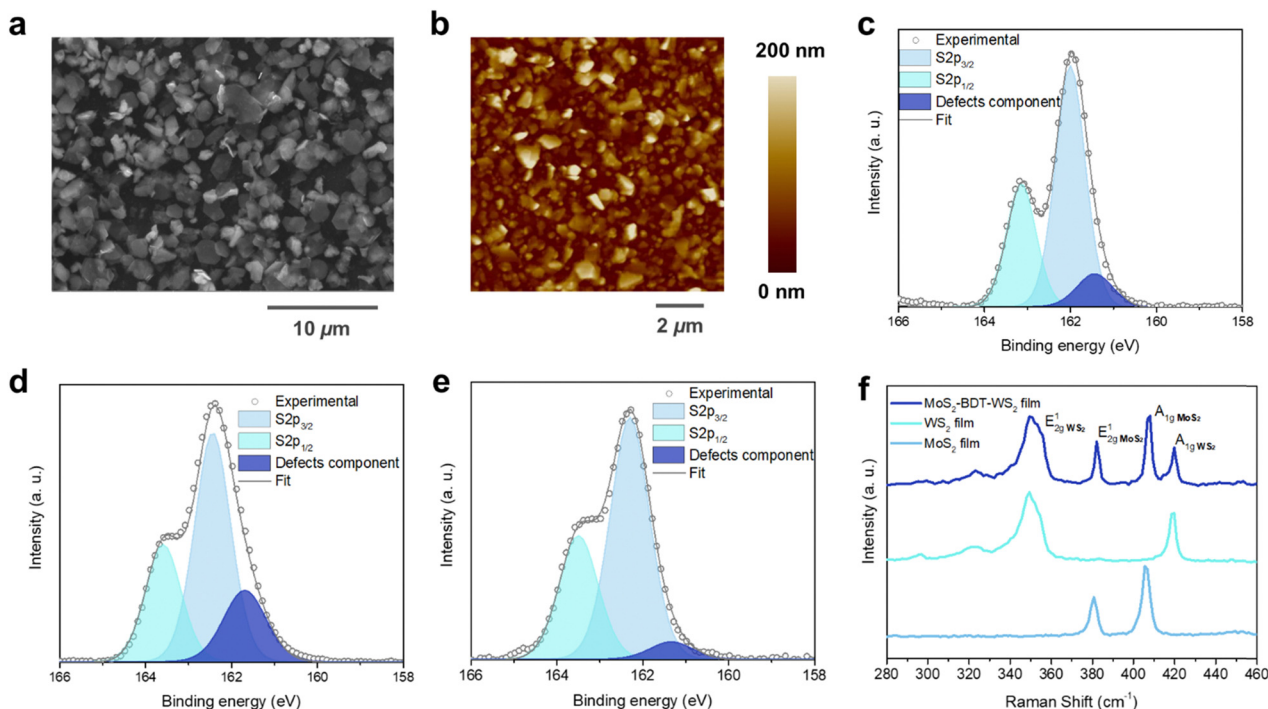 a
10 µm
b
200 nm
0 nm
2 µm
c
Experimental
S2p3/2
S2p1/2
Defects component
Fit
Intensity (a. u.)
166 164 162 160 158
Binding energy (eV)
d
Experimental
S2p3/2
S2p1/2
Defects component
Fit
Intensity (a. u.)
166 164 162 160 158
Binding energy (eV)
e
Experimental
S2p3/2
S2p1/2
Defects component
Fit
Intensity (a. u.)
166 164 162 160 158
Binding energy (eV)
f
MoS2-BDT-WS2 film
WS2 film
MoS2 film
E¹2g WS2
E¹2g MoS2
A1g MoS2
A1g WS2
Intensity (a. u.)
280 300 320 340 360 380 400 420 440 460
Raman Shift (cm⁻¹)